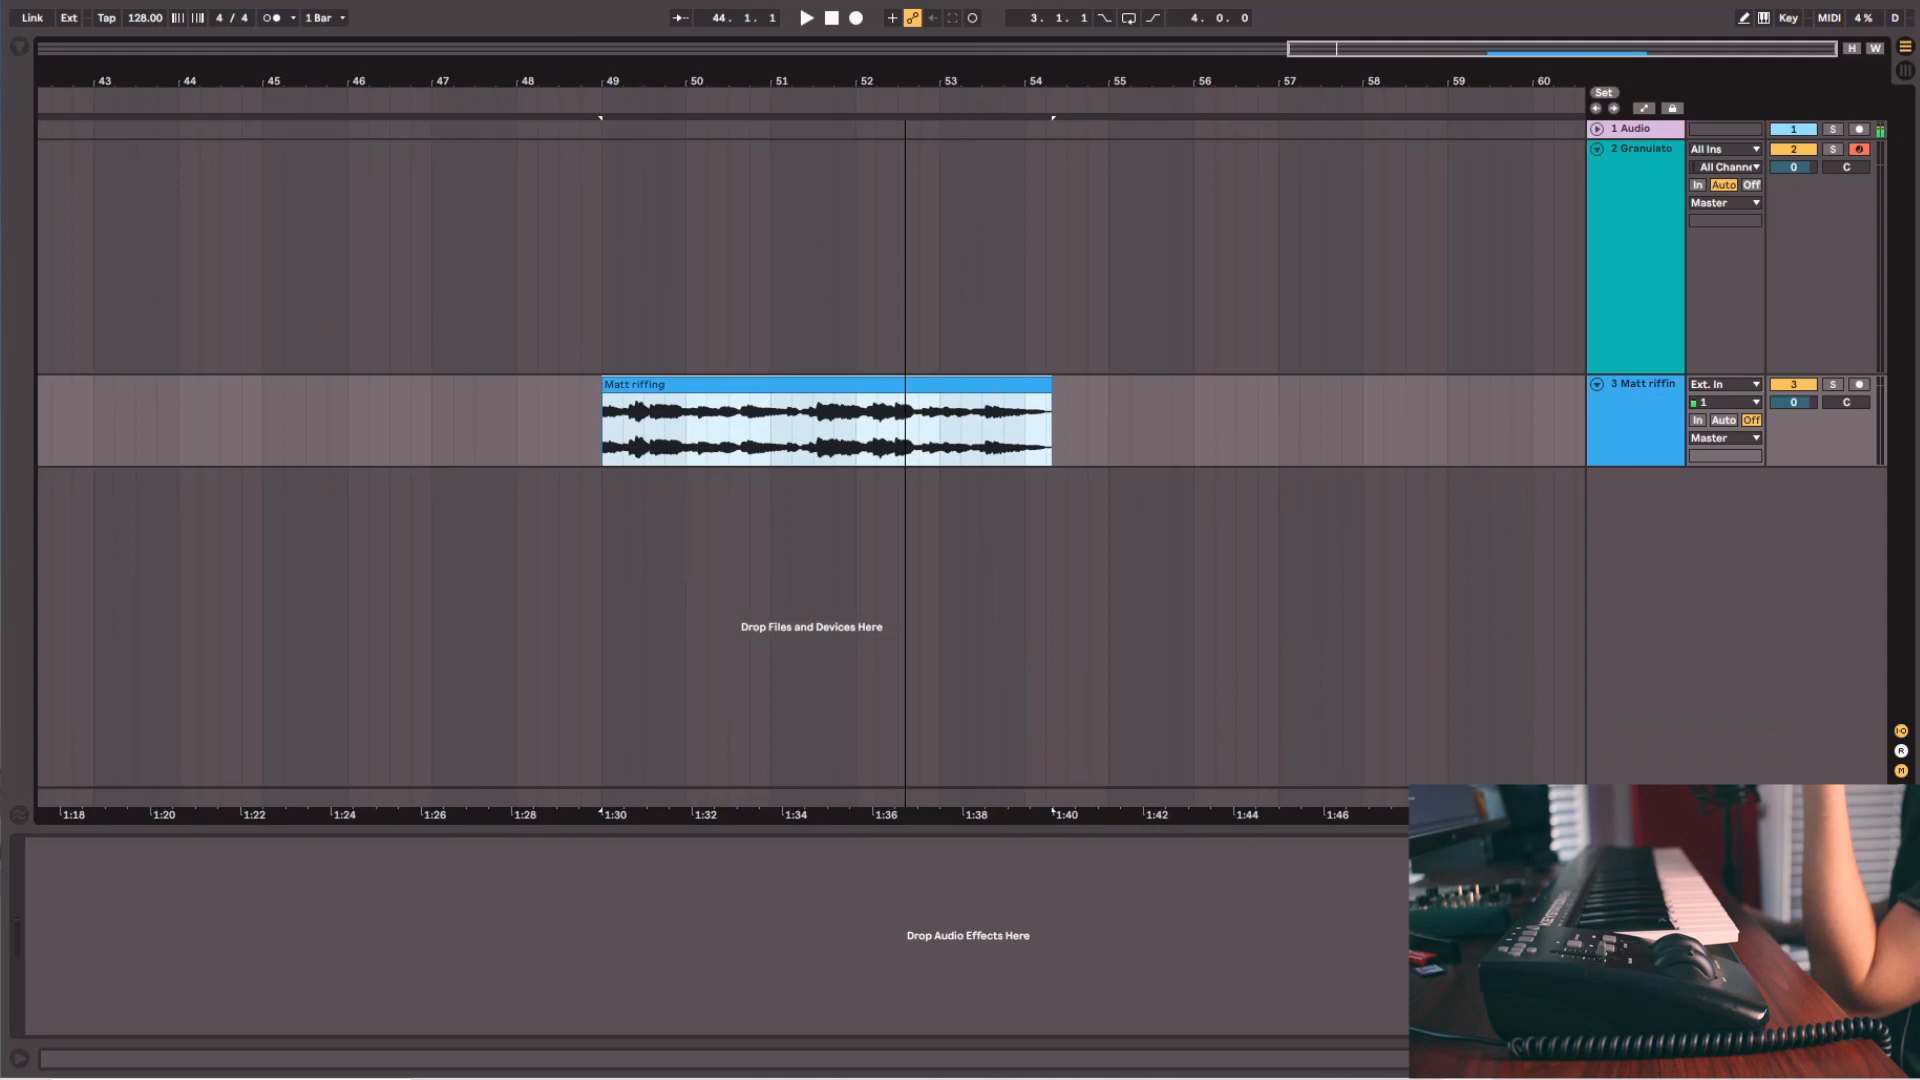 Link Ext Tap 128.00 4 / 4 1 Bar 44. 1. 1 3. 1. 1 4. 0. 0 Key MIDI 4 % D
H W
43 44 45 46 47 48 49 50 51 52 53 54 55 56 57 58 59 60
Set
1 Audio 1 S
2 Granulato All Ins 2 S
All Channe 0 C
In Auto Off
Master
Matt riffing
3 Matt riffin Ext. In 3 S
1 0 C
In Auto Off
Master
Drop Files and Devices Here
I·O
R
M
1:18 1:20 1:22 1:24 1:26 1:28 1:30 1:32 1:34 1:36 1:38 1:40 1:42 1:44 1:46
Drop Audio Effects Here